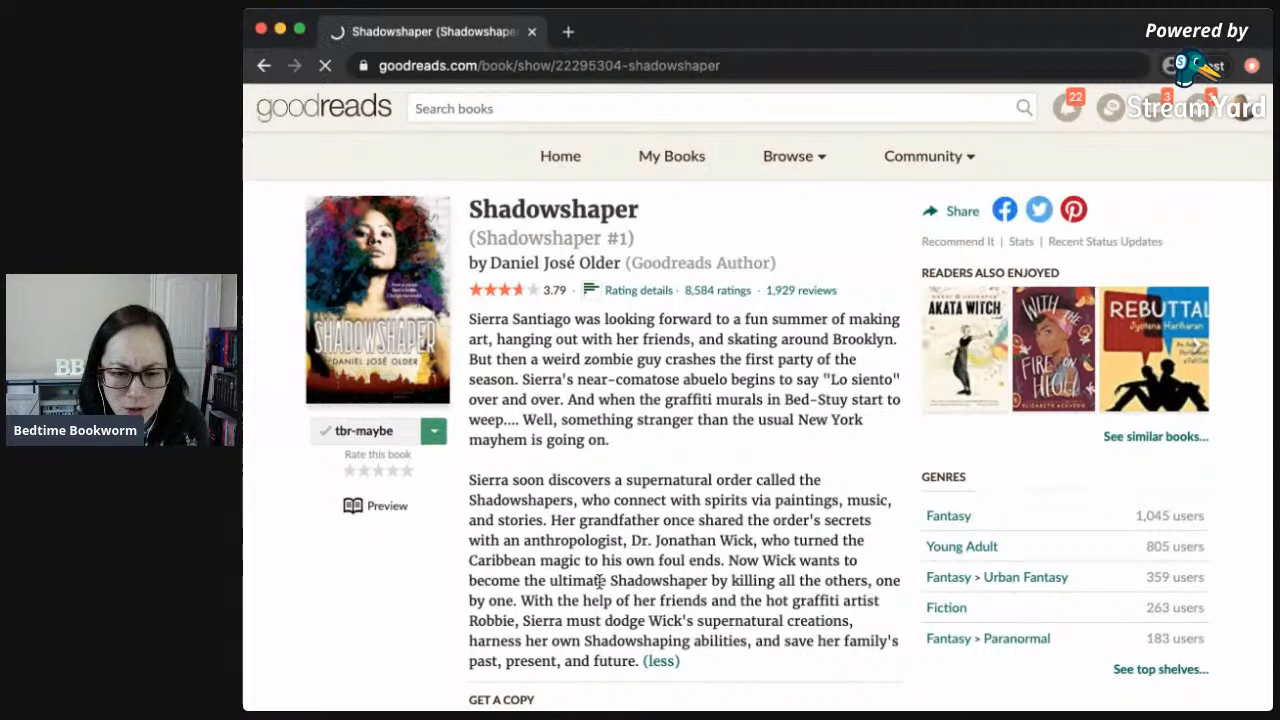 Shadowshaper (Shadowshape
Powered by
goodreads.com/book/show/22295304-shadowshaper
StreamYard
goodreads
Search books
22
3
Home
My Books
Browse
Community
Shadowshaper
(Shadowshaper #1)
by Daniel José Older (Goodreads Author)
3.79 · Rating details · 8,584 ratings · 1,929 reviews
Sierra Santiago was looking forward to a fun summer of making
art, hanging out with her friends, and skating around Brooklyn.
But then a weird zombie guy crashes the first party of the
season. Sierra's near-comatose abuelo begins to say "Lo siento"
over and over. And when the graffiti murals in Bed-Stuy start to
weep.... Well, something stranger than the usual New York
mayhem is going on.
Sierra soon discovers a supernatural order called the
Shadowshapers, who connect with spirits via paintings, music,
and stories. Her grandfather once shared the order's secrets
with an anthropologist, Dr. Jonathan Wick, who turned the
Caribbean magic to his own foul ends. Now Wick wants to
become the ultimate Shadowshaper by killing all the others, one
by one. With the help of her friends and the hot graffiti artist
Robbie, Sierra must dodge Wick's supernatural creations,
harness her own Shadowshaping abilities, and save her family's
past, present, and future. (less)
GET A COPY
SHADOWSHAPER
DANIEL JOSÉ OLDER
tbr-maybe
Rate this book
Preview
Share
Recommend It | Stats | Recent Status Updates
READERS ALSO ENJOYED
AKATA WITCH
WITH THE
FIRE ON
HIGH
ELIZABETH ACEVEDO
REBUTTAL
Jyotsna Hariharan
See similar books...
GENRES
Fantasy 1,045 users
Young Adult 805 users
Fantasy > Urban Fantasy 359 users
Fiction 263 users
Fantasy > Paranormal 183 users
See top shelves...
BB
Bedtime Bookworm